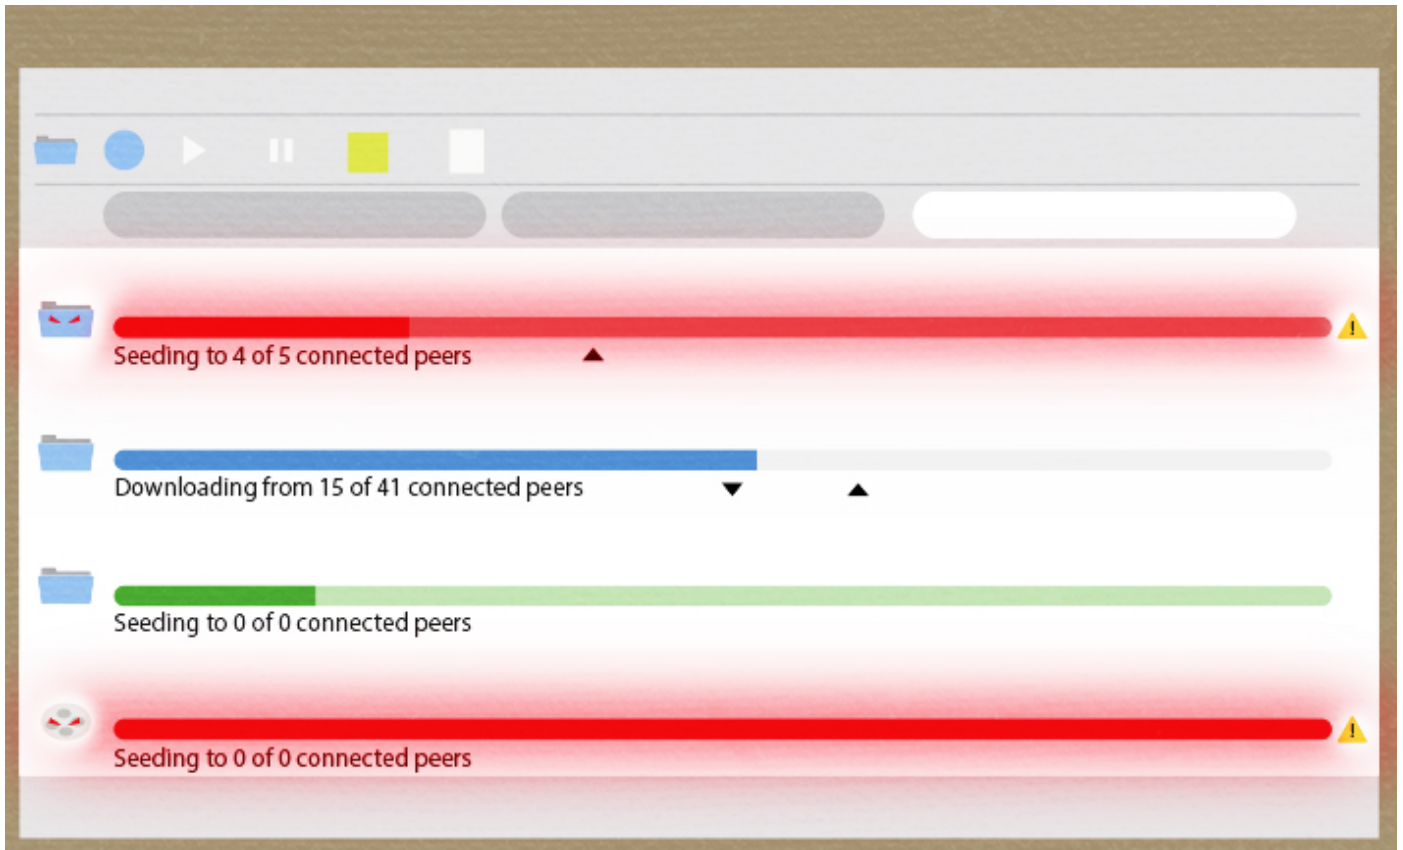 Seeding to 4 of 5 connected peers
Downloading from 15 of 41 connected peers
Seeding to 0 of 0 connected peers
Seeding to 0 of 0 connected peers